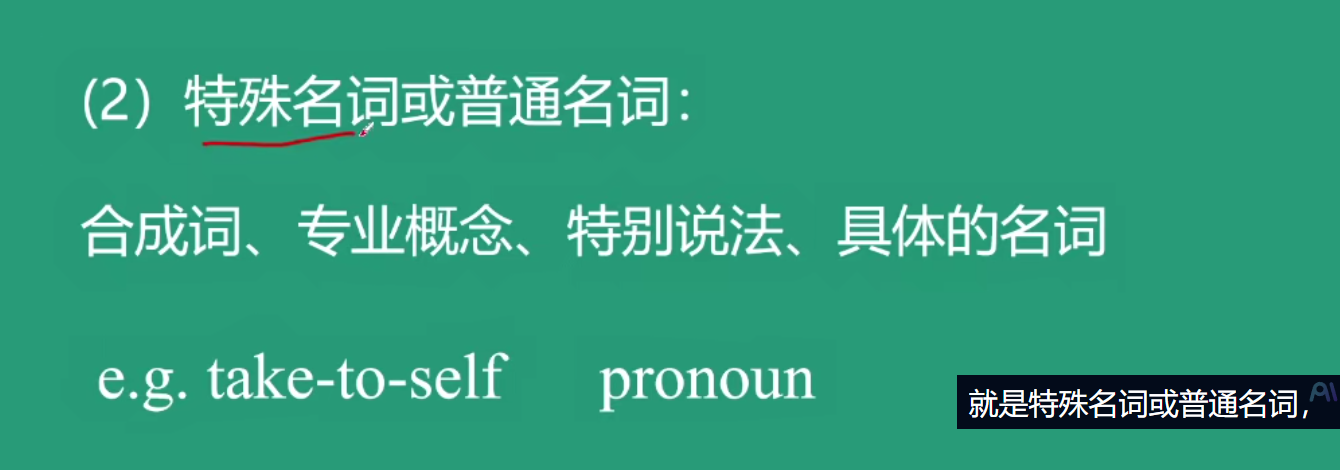 (2) 特殊名词或普通名词：
合成词、专业概念、特别说法、具体的名词
e.g. take-to-self pronoun
就是特殊名词或普通名词，
AI